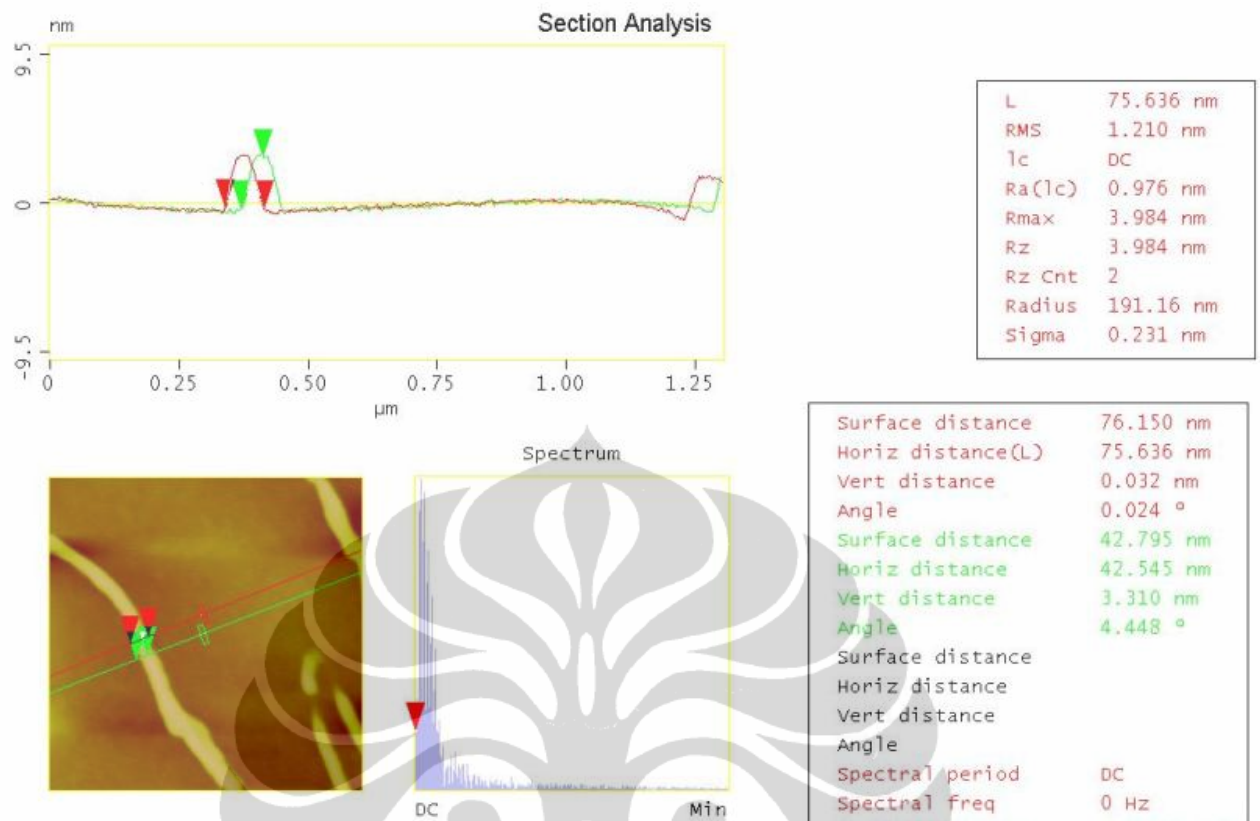 Section Analysis
nm
9.5
0
-9.5
0 0.25 0.50 0.75 1.00 1.25
µm
L 75.636 nm
RMS 1.210 nm
lc DC
Ra(lc) 0.976 nm
Rmax 3.984 nm
Rz 3.984 nm
Rz Cnt 2
Radius 191.16 nm
Sigma 0.231 nm
Spectrum
DC Min
Surface distance 76.150 nm
Horiz distance(L) 75.636 nm
Vert distance 0.032 nm
Angle 0.024 °
Surface distance 42.795 nm
Horiz distance 42.545 nm
Vert distance 3.310 nm
Angle 4.448 °
Surface distance
Horiz distance
Vert distance
Angle
Spectral period DC
Spectral freq 0 Hz